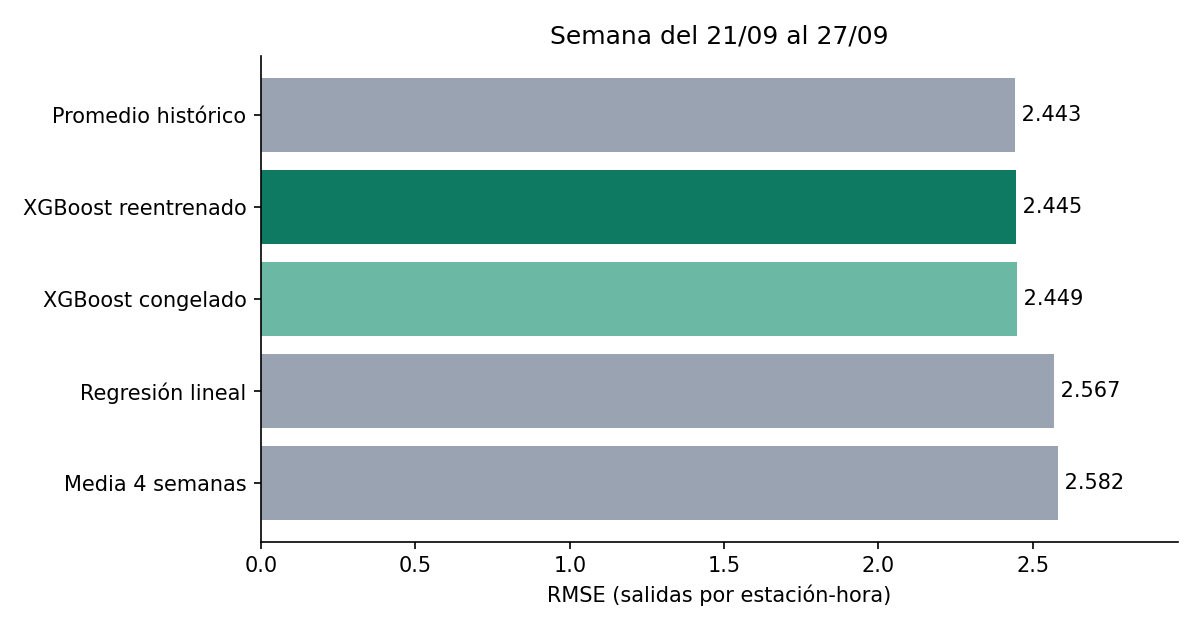 Semana del 21/09 al 27/09
Promedio histórico 2.443
XGBoost reentrenado 2.445
XGBoost congelado 2.449
Regresión lineal 2.567
Media 4 semanas 2.582
0.0 0.5 1.0 1.5 2.0 2.5
RMSE (salidas por estación-hora)